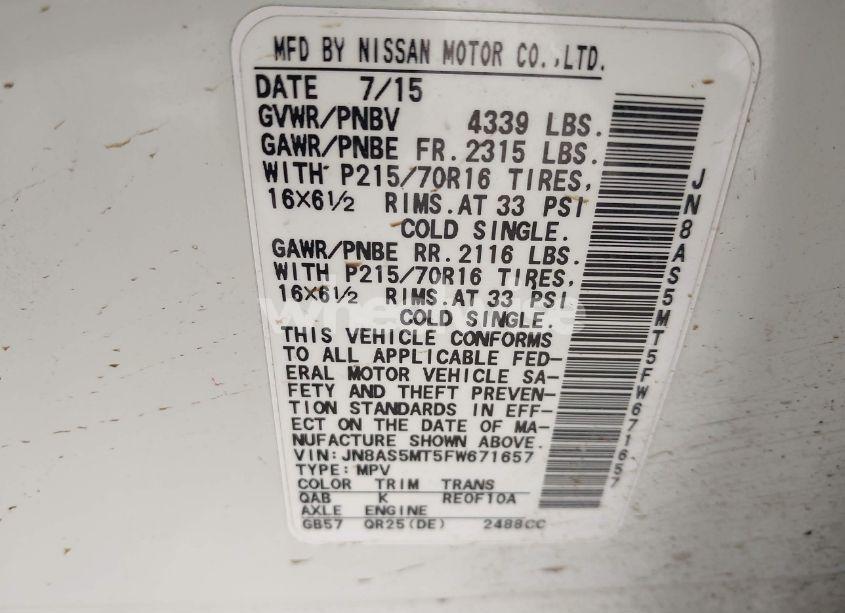 MFD BY NISSAN MOTOR CO.,LTD.
DATE 7/15
GVWR/PNBV 4339 LBS.
GAWR/PNBE FR. 2315 LBS.
WITH P215/70R16 TIRES,
16X6½ RIMS. AT 33 PSI
COLD SINGLE.
GAWR/PNBE RR. 2116 LBS.
WITH P215/70R16 TIRES,
16X6½ RIMS. AT 33 PSI
COLD SINGLE.
THIS VEHICLE CONFORMS
TO ALL APPLICABLE FED-
ERAL MOTOR VEHICLE SA-
FETY AND THEFT PREVEN-
TION STANDARDS IN EFF-
ECT ON THE DATE OF MA-
NUFACTURE SHOWN ABOVE.
VIN: JN8AS5MT5FW671657
TYPE: MPV
COLOR TRIM TRANS
QAB K RE0F10A
AXLE ENGINE
GB57 QR25(DE) 2488CC
JN8AS5MT5FW671657